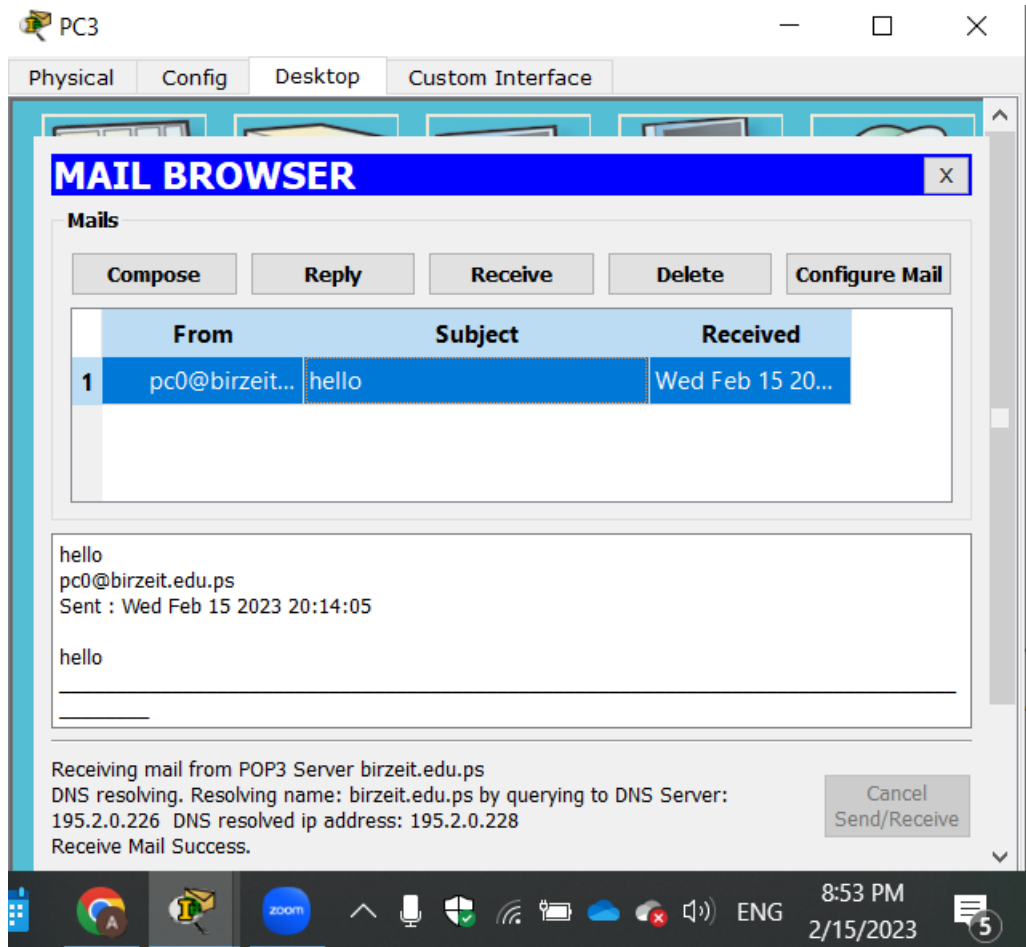 PC3
Physical Config Desktop Custom Interface
MAIL BROWSER X
Mails
Compose Reply Receive Delete Configure Mail
From Subject Received
1 pc0@birzeit... hello Wed Feb 15 20...
hello
pc0@birzeit.edu.ps
Sent : Wed Feb 15 2023 20:14:05
hello
Receiving mail from POP3 Server birzeit.edu.ps
DNS resolving. Resolving name: birzeit.edu.ps by querying to DNS Server:
195.2.0.226 DNS resolved ip address: 195.2.0.228
Receive Mail Success.
Cancel
Send/Receive
A
zoom
ENG
8:53 PM
2/15/2023
5